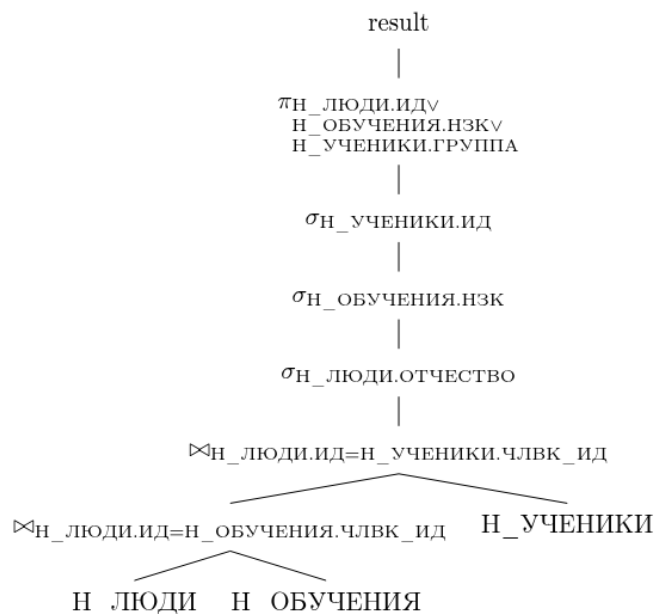 result
πН_ЛЮДИ.ИД∨
Н_ОБУЧЕНИЯ.НЗК∨
Н_УЧЕНИКИ.ГРУППА
σН_УЧЕНИКИ.ИД
σН_ОБУЧЕНИЯ.НЗК
σН_ЛЮДИ.ОТЧЕСТВО
⋈Н_ЛЮДИ.ИД=Н_УЧЕНИКИ.ЧЛВК_ИД
⋈Н_ЛЮДИ.ИД=Н_ОБУЧЕНИЯ.ЧЛВК_ИД Н_УЧЕНИКИ
Н ЛЮДИ Н ОБУЧЕНИЯ